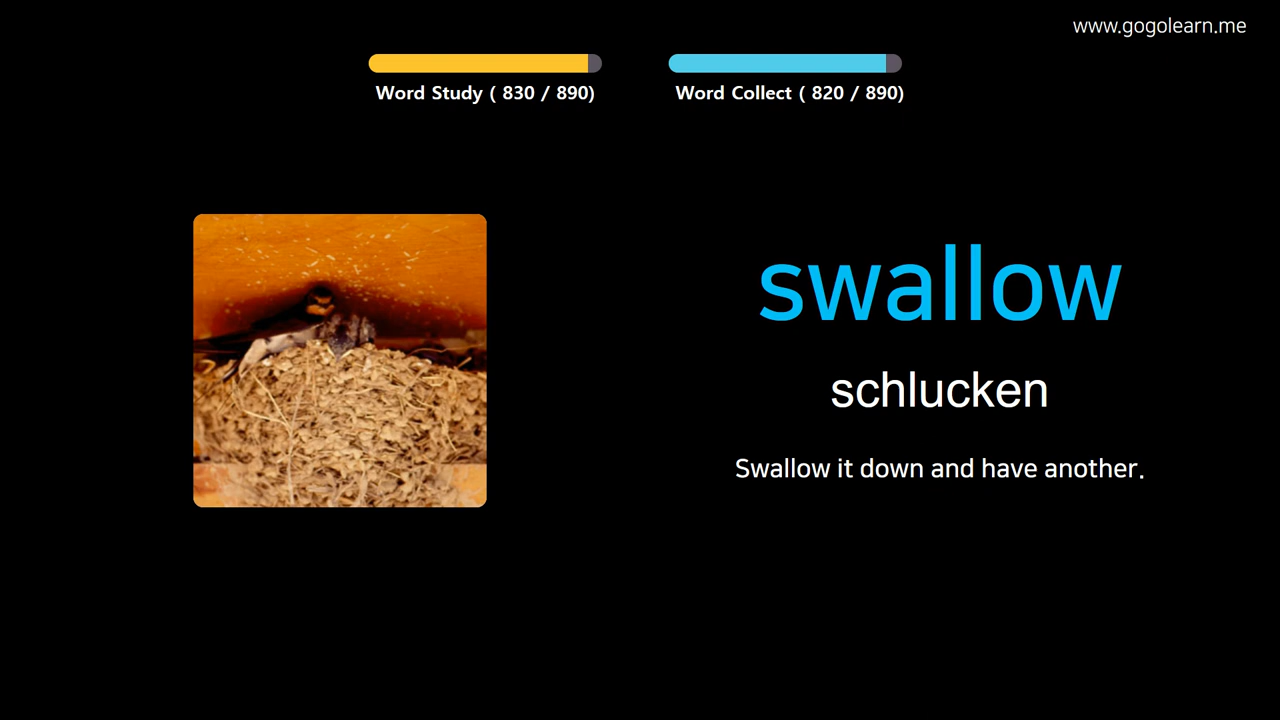 www.gogolearn.me
Word Study ( 830 / 890)
Word Collect ( 820 / 890)
swallow
schlucken
Swallow it down and have another.